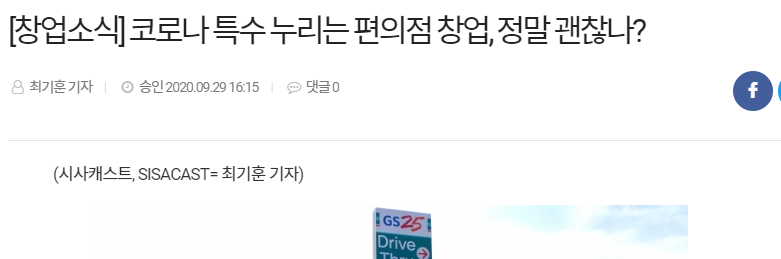 [창업소식] 코로나 특수 누리는 편의점 창업, 정말 괜찮나?
최기훈 기자 승인 2020.09.29 16:15 댓글 0
f
(시사캐스트, SISACAST= 최기훈 기자)
GS25
Drive
Thru